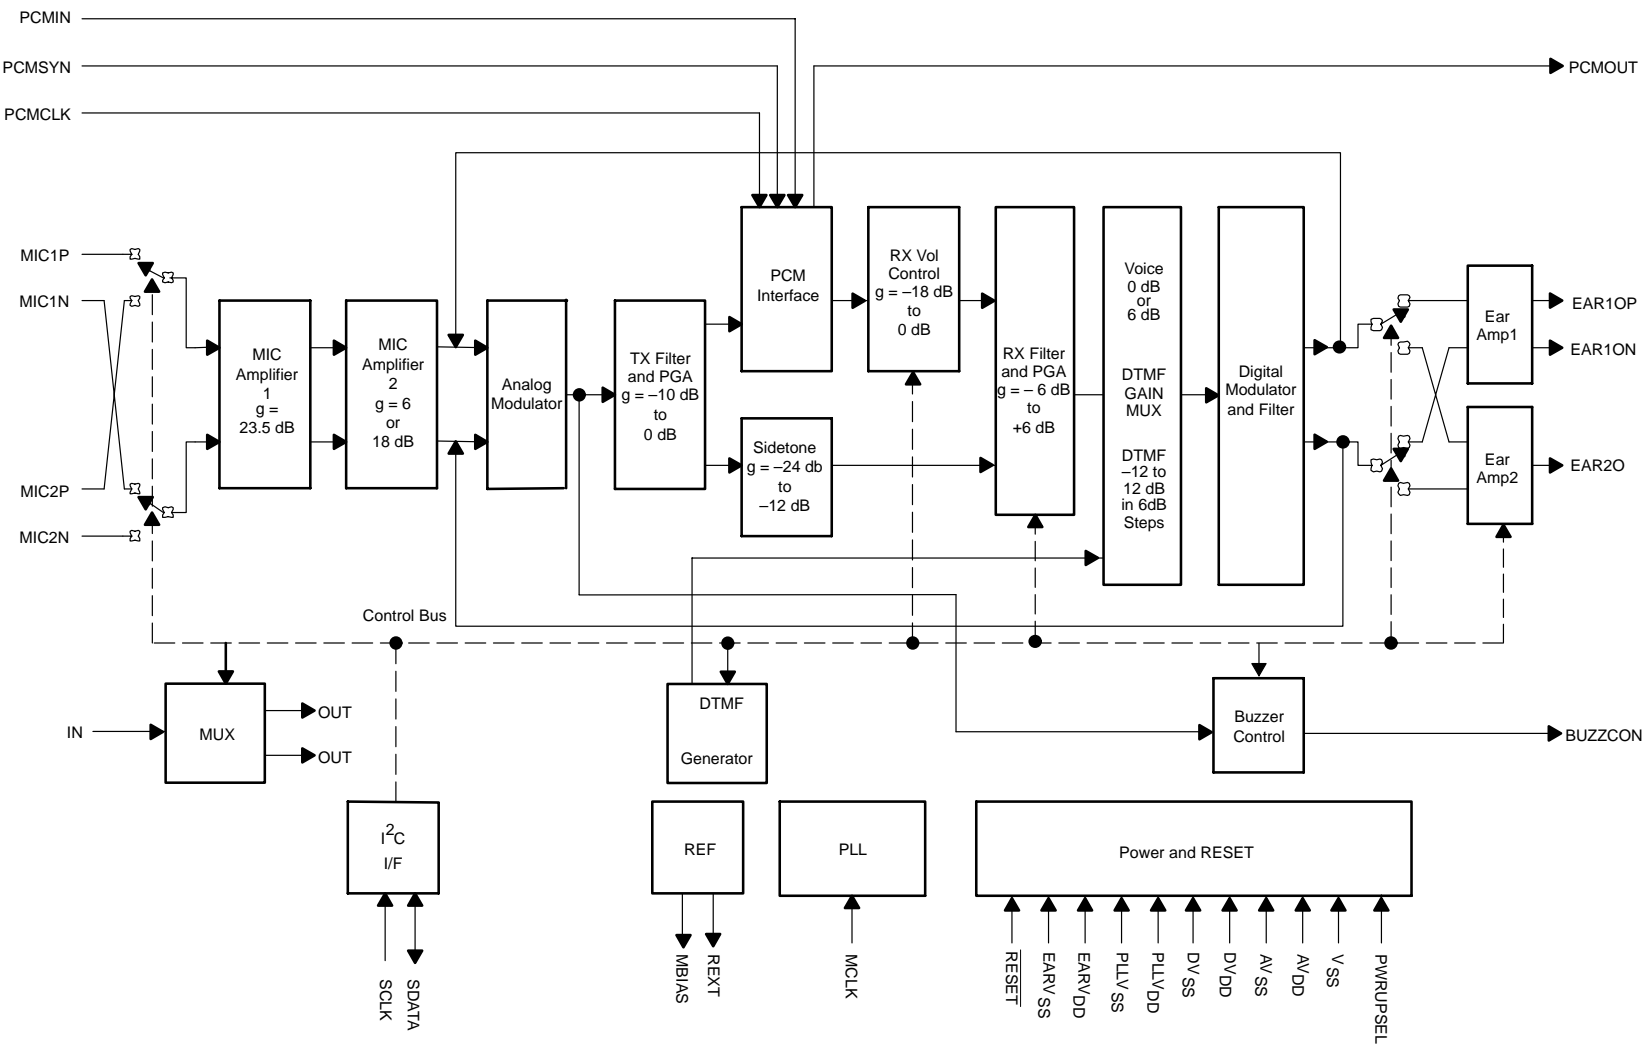 PCMIN
PCMSYN
PCMCLK
PCMOUT
MIC1P
MIC1N
MIC2P
MIC2N
MIC
Amplifier
1
g =
23.5 dB
MIC
Amplifier
2
g = 6
or
18 dB
Analog
Modulator
TX Filter
and PGA
g = –10 dB
to
0 dB
PCM
Interface
Sidetone
g = –24 db
to
–12 dB
RX Vol
Control
g = –18 dB
to
0 dB
RX Filter
and PGA
g = – 6 dB
to
+6 dB
Voice
0 dB
or
6 dB
DTMF
GAIN
MUX
DTMF
–12 to
12 dB
in 6dB
Steps
Digital
Modulator
and Filter
Ear
Amp1
Ear
Amp2
EAR1OP
EAR1ON
EAR2O
Control Bus
IN
MUX
OUT
OUT
DTMF
Generator
Buzzer
Control
BUZZCON
I2C
I/F
SCLK
SDATA
REF
MBIAS
REXT
PLL
MCLK
Power and RESET
RESET
EARVSS
EARVDD
PLLVSS
PLLVDD
DVSS
DVDD
AVSS
AVDD
VSS
PWRUPSEL